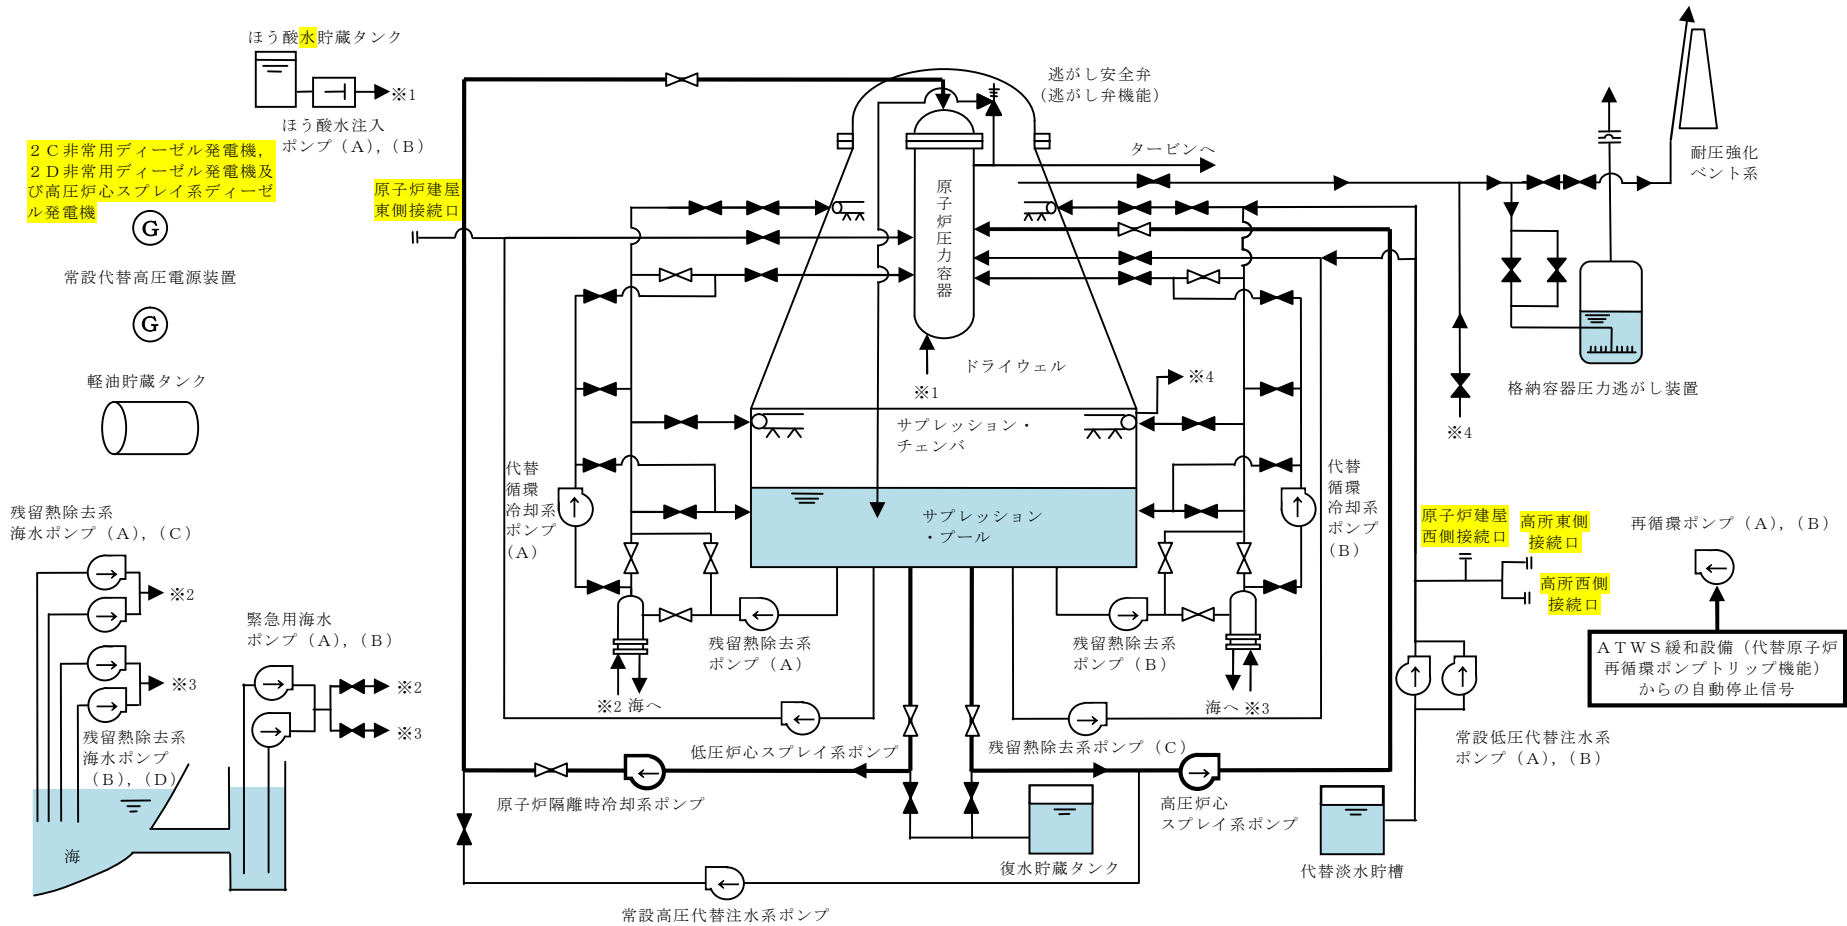 ほう酸水貯蔵タンク
※1
ほう酸水注入
ポンプ（A），（B）
２Ｃ非常用ディーゼル発電機，
２Ｄ非常用ディーゼル発電機及
び高圧炉心スプレイ系ディーゼ
ル発電機
G
常設代替高圧電源装置
G
軽油貯蔵タンク
残留熱除去系
海水ポンプ（A），（C）
※2
※3
残留熱除去系
海水ポンプ
（B），（D）
海
緊急用海水
ポンプ（A），（B）
※2
※3
原子炉建屋
東側接続口
逃がし安全弁
（逃がし弁機能）
タービンへ
原子炉圧力容器
ドライウェル
※1
※4
サプレッション・
チェンバ
サプレッション
・プール
代替
循環
冷却系
ポンプ
（A）
残留熱除去系
ポンプ（A）
※2 海へ
低圧炉心スプレイ系ポンプ
原子炉隔離時冷却系ポンプ
常設高圧代替注水系ポンプ
代替
循環
冷却系
ポンプ
（B）
残留熱除去系
ポンプ（B）
海へ ※3
残留熱除去系ポンプ（C）
高圧炉心
スプレイ系ポンプ
復水貯蔵タンク
代替淡水貯槽
常設低圧代替注水系
ポンプ（A），（B）
原子炉建屋
西側接続口
高所東側
接続口
高所西側
接続口
再循環ポンプ（A），（B）
ＡＴＷＳ緩和設備（代替原子炉
再循環ポンプトリップ機能）
からの自動停止信号
耐圧強化
ベント系
格納容器圧力逃がし装置
※4